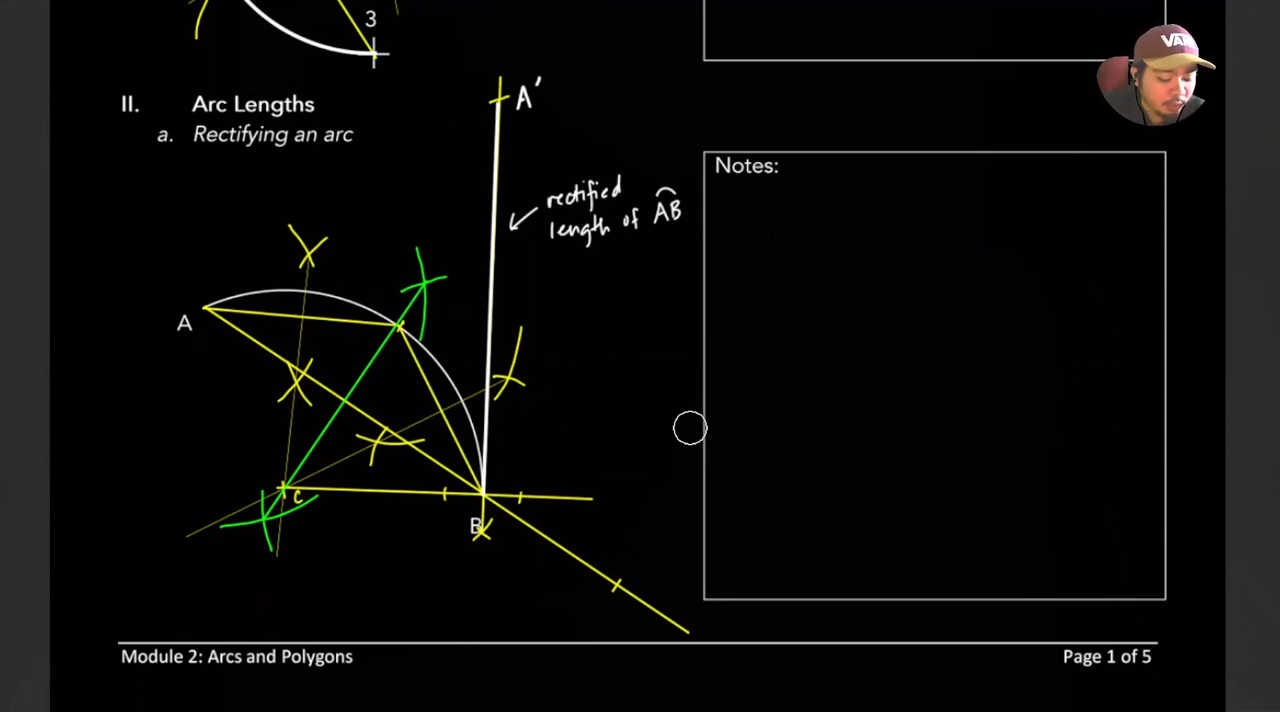 3
II. Arc Lengths
a. Rectifying an arc
A'
rectified
length of AB
Notes:
A
C
B
VANS
Module 2: Arcs and Polygons
Page 1 of 5